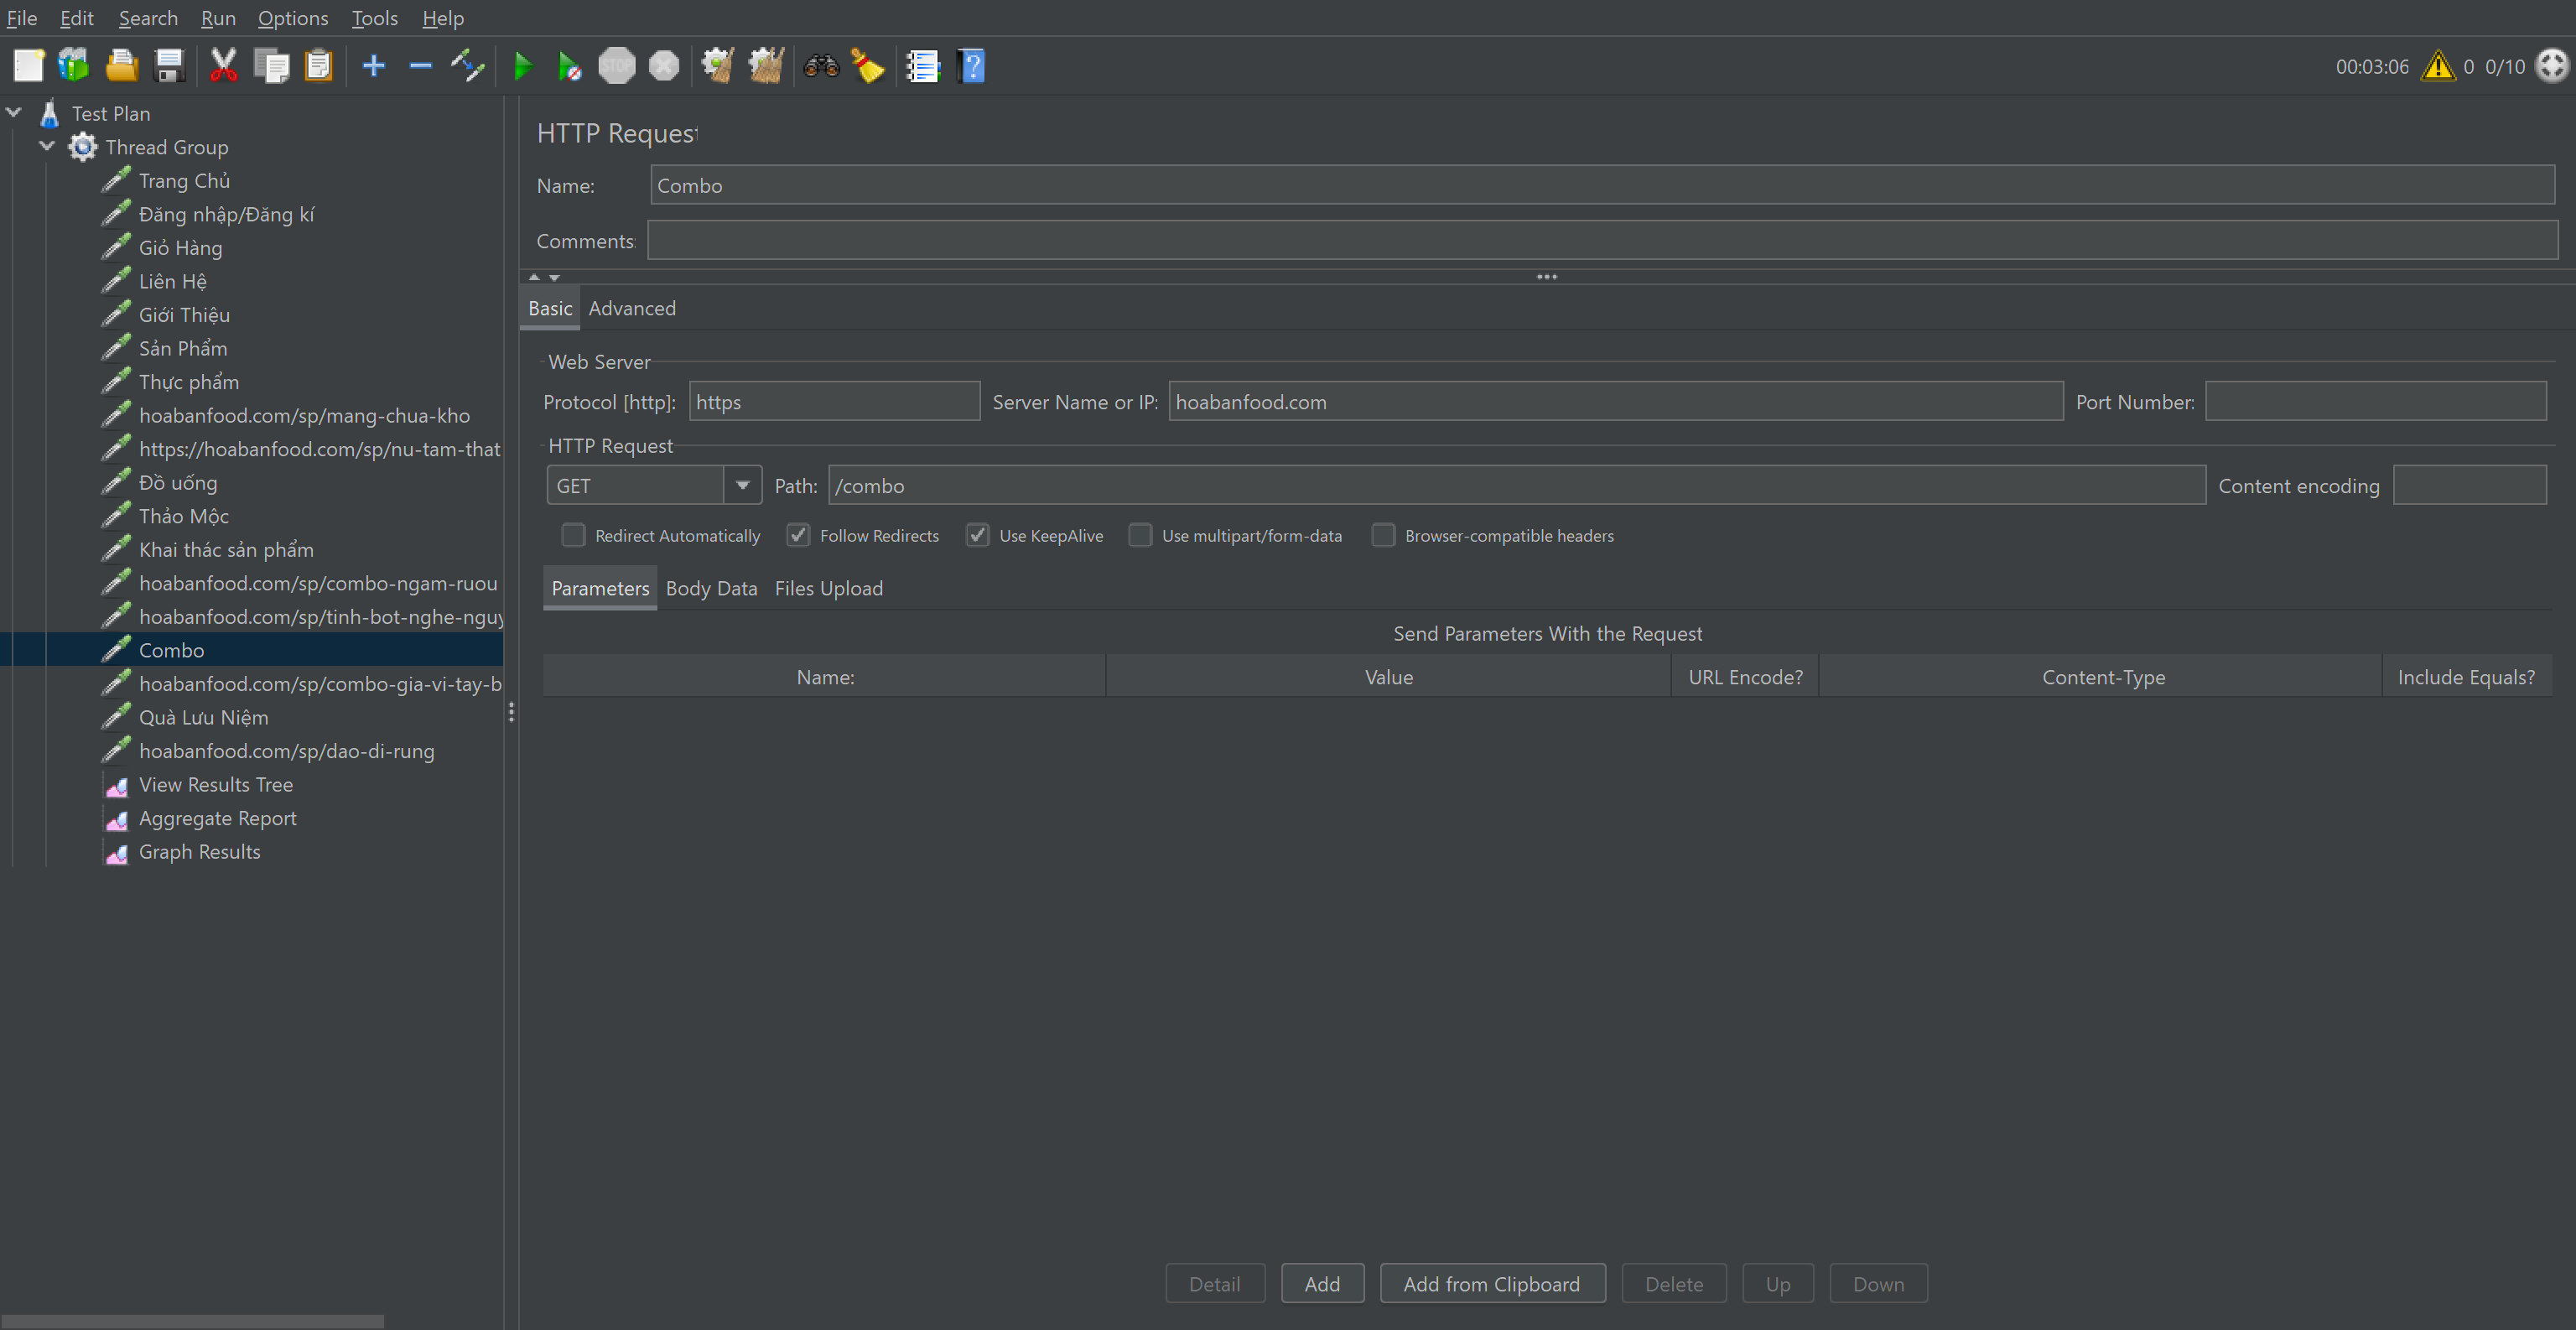 File Edit Search Run Options Tools Help
STOP
00:03:06 0 0/10
Test Plan
Thread Group
Trang Chủ
Đăng nhập/Đăng kí
Giỏ Hàng
Liên Hệ
Giới Thiệu
Sản Phẩm
Thực phẩm
hoabanfood.com/sp/mang-chua-kho
https://hoabanfood.com/sp/nu-tam-that
Đồ uống
Thảo Mộc
Khai thác sản phẩm
hoabanfood.com/sp/combo-ngam-ruou
hoabanfood.com/sp/tinh-bot-nghe-nguy
Combo
hoabanfood.com/sp/combo-gia-vi-tay-b
Quà Lưu Niệm
hoabanfood.com/sp/dao-di-rung
View Results Tree
Aggregate Report
Graph Results
HTTP Request
Name: Combo
Comments:
Basic Advanced
Web Server
Protocol [http]: https Server Name or IP: hoabanfood.com Port Number:
HTTP Request
GET Path: /combo Content encoding
Redirect Automatically Follow Redirects Use KeepAlive Use multipart/form-data Browser-compatible headers
Parameters Body Data Files Upload
Send Parameters With the Request
Name: Value URL Encode? Content-Type Include Equals?
Detail Add Add from Clipboard Delete Up Down